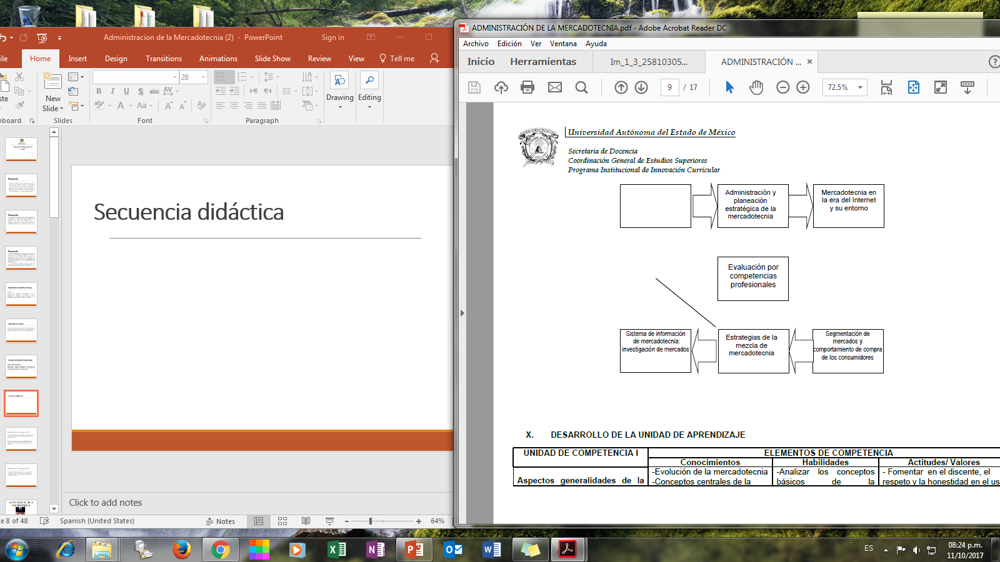 Administracion de la Mercadotecnia (2) - PowerPoint
Sign in
ile
Home
Insert
Design
Transitions
Animations
Slide Show
Review
View
Tell me
ste
New
Slide
28
B I U S abc AV
A Aa A A
Drawing
Editing
pboard
Slides
Font
Paragraph
Secuencia didáctica
Click to add notes
le 8 of 48
Spanish (United States)
Notes
64%
ADMINISTRACIÓN DE LA MERCADOTECNIA.pdf - Adobe Acrobat Reader DC
Archivo Edición Ver Ventana Ayuda
Inicio
Herramientas
Im_1_3_25810305...
ADMINISTRACIÓN ... ×
9 / 17
72.5%
Universidad Autónoma del Estado de México
Secretaria de Docencia
Coordinación General de Estudios Superiores
Programa Institucional de Innovación Curricular
Administración y
planeación
estratégica de la
mercadotecnia
Mercadotecnia en
la era del Internet
y su entorno
Evaluación por
competencias
profesionales
Sistema de información
de mercadotecnia:
investigación de mercados
Estrategias de la
mezcla de
mercadotecnia
Segmentación de
mercados y
comportamiento de compra
de los consumidores
X. DESARROLLO DE LA UNIDAD DE APRENDIZAJE
UNIDAD DE COMPETENCIA I
ELEMENTOS DE COMPETENCIA
Conocimientos
Habilidades
Actitudes/ Valores
Aspectos generalidades de la
-Evolución de la mercadotecnia
-Conceptos centrales de la
-Analizar los conceptos
básicos de la
- Fomentar en el discente, el
respeto y la honestidad en el us
ES
08:24 p.m.
11/10/2017